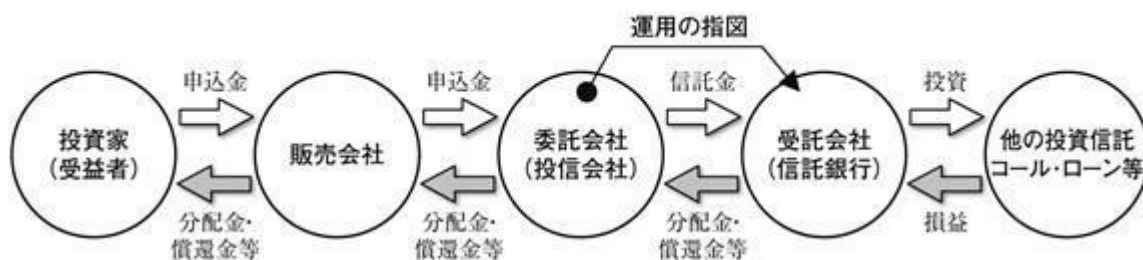 運用の指図
申込金
申込金
信託金
投資
投資家
(受益者)
販売会社
委託会社
(投信会社)
受託会社
(信託銀行)
他の投資信託
コール・ローン等
分配金・
償還金等
分配金・
償還金等
分配金・
償還金等
損益